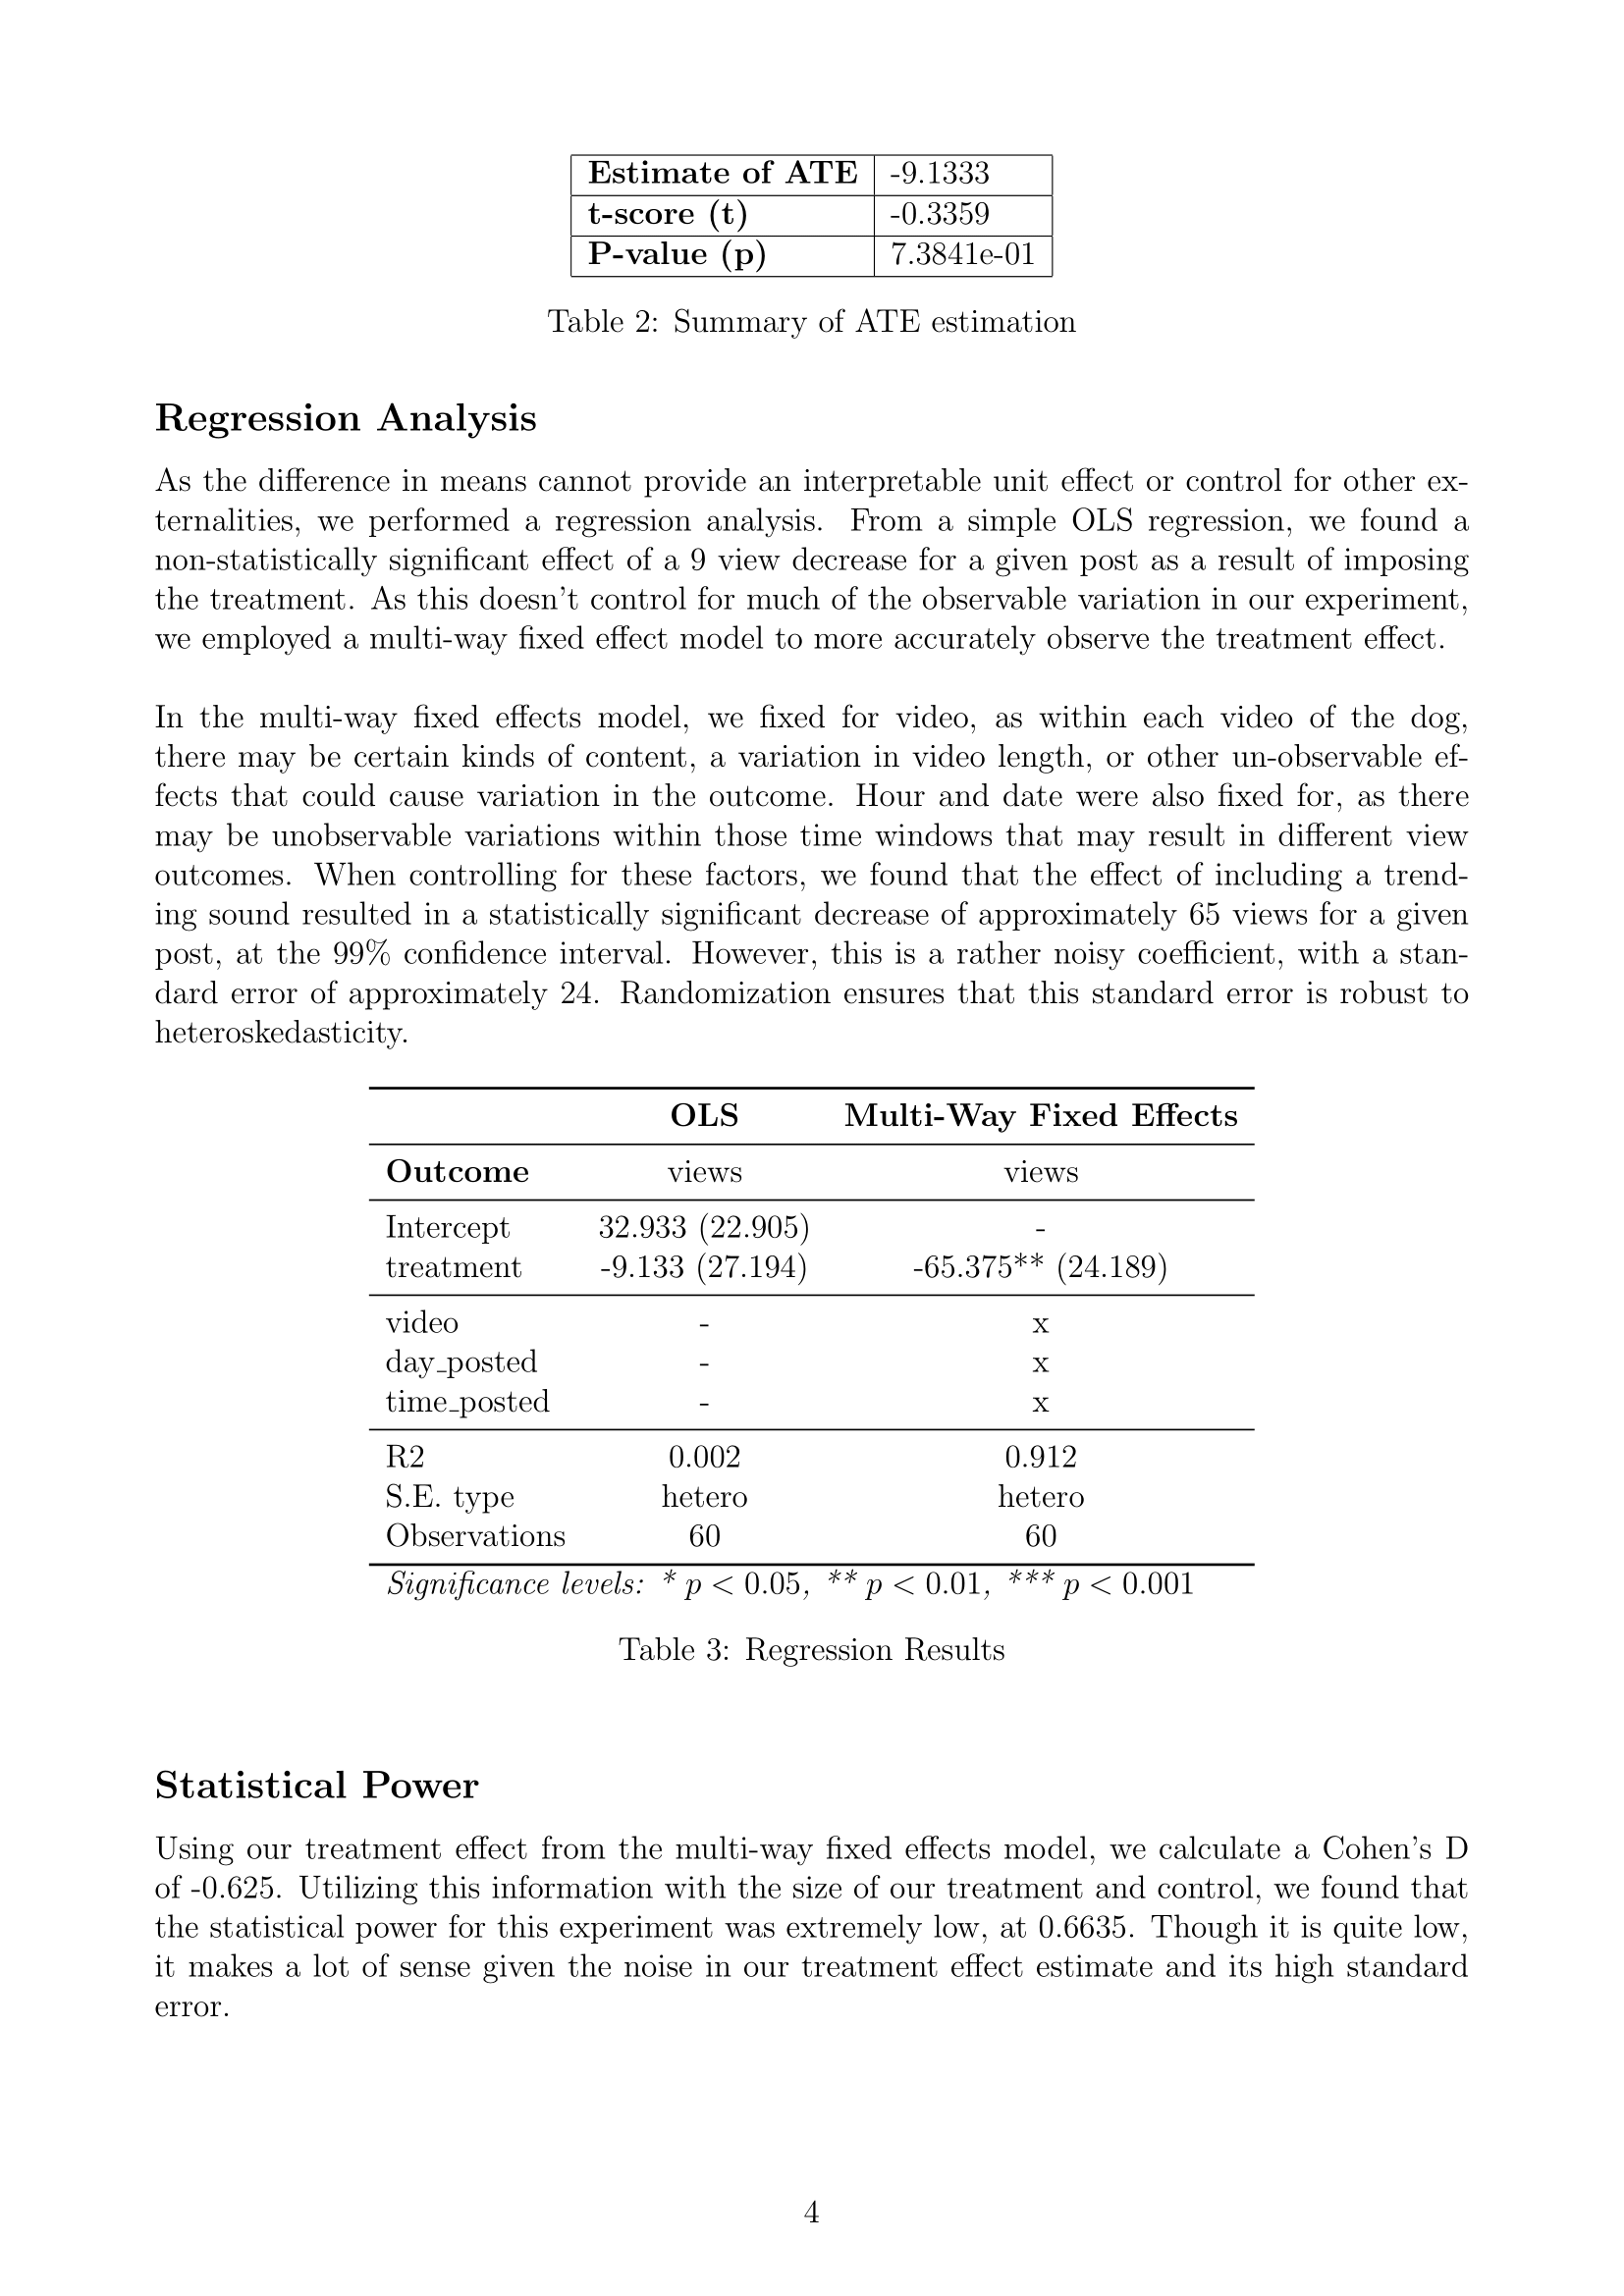 Estimate of ATE -9.1333
t-score (t) -0.3359
P-value (p) 7.3841e-01
Table 2: Summary of ATE estimation
Regression Analysis
As the difference in means cannot provide an interpretable unit effect or control for other ex-
ternalities, we performed a regression analysis. From a simple OLS regression, we found a
non-statistically significant effect of a 9 view decrease for a given post as a result of imposing
the treatment. As this doesn't control for much of the observable variation in our experiment,
we employed a multi-way fixed effect model to more accurately observe the treatment effect.
In the multi-way fixed effects model, we fixed for video, as within each video of the dog,
there may be certain kinds of content, a variation in video length, or other un-observable ef-
fects that could cause variation in the outcome. Hour and date were also fixed for, as there
may be unobservable variations within those time windows that may result in different view
outcomes. When controlling for these factors, we found that the effect of including a trend-
ing sound resulted in a statistically significant decrease of approximately 65 views for a given
post, at the 99% confidence interval. However, this is a rather noisy coefficient, with a stan-
dard error of approximately 24. Randomization ensures that this standard error is robust to
heteroskedasticity.
OLS Multi-Way Fixed Effects
Outcome views views
Intercept 32.933 (22.905) -
treatment -9.133 (27.194) -65.375** (24.189)
video - x
day_posted - x
time_posted - x
R2 0.002 0.912
S.E. type hetero hetero
Observations 60 60
Significance levels: * p < 0.05, ** p < 0.01, *** p < 0.001
Table 3: Regression Results
Statistical Power
Using our treatment effect from the multi-way fixed effects model, we calculate a Cohen's D
of -0.625. Utilizing this information with the size of our treatment and control, we found that
the statistical power for this experiment was extremely low, at 0.6635. Though it is quite low,
it makes a lot of sense given the noise in our treatment effect estimate and its high standard
error.
4